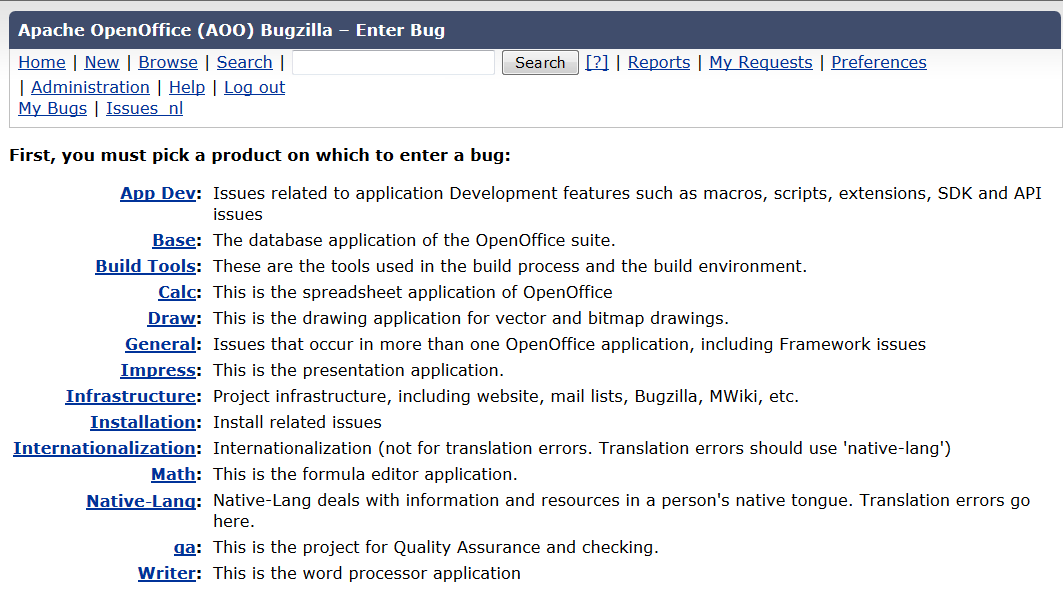 Apache OpenOffice (AOO) Bugzilla – Enter Bug
Home | New | Browse | Search | Search [?] | Reports | My Requests | Preferences
| Administration | Help | Log out
My Bugs | Issues_nl
First, you must pick a product on which to enter a bug:
App Dev: Issues related to application Development features such as macros, scripts, extensions, SDK and API
issues
Base: The database application of the OpenOffice suite.
Build Tools: These are the tools used in the build process and the build environment.
Calc: This is the spreadsheet application of OpenOffice
Draw: This is the drawing application for vector and bitmap drawings.
General: Issues that occur in more than one OpenOffice application, including Framework issues
Impress: This is the presentation application.
Infrastructure: Project infrastructure, including website, mail lists, Bugzilla, MWiki, etc.
Installation: Install related issues
Internationalization: Internationalization (not for translation errors. Translation errors should use 'native-lang')
Math: This is the formula editor application.
Native-Lang: Native-Lang deals with information and resources in a person's native tongue. Translation errors go
here.
qa: This is the project for Quality Assurance and checking.
Writer: This is the word processor application